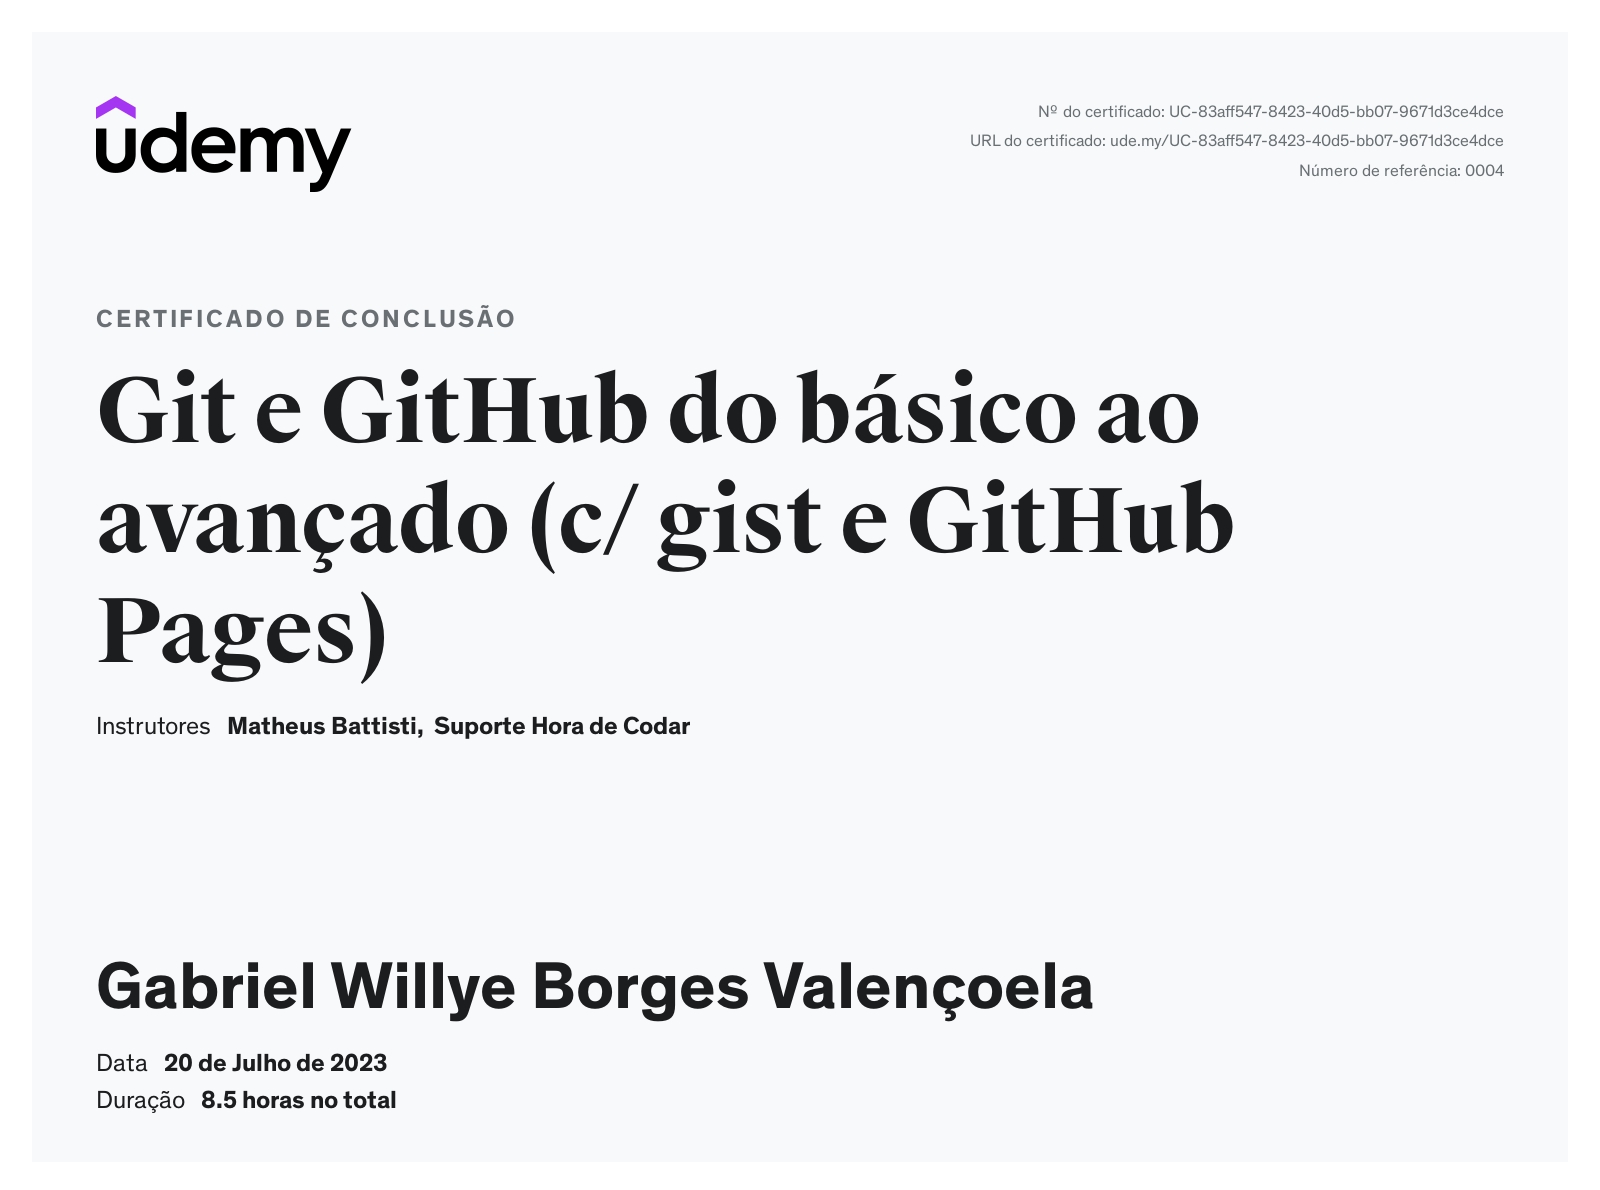 udemy
Nº do certificado: UC-83aff547-8423-40d5-bb07-9671d3ce4dce
URL do certificado: ude.my/UC-83aff547-8423-40d5-bb07-9671d3ce4dce
Número de referência: 0004
CERTIFICADO DE CONCLUSÃO
Git e GitHub do básico ao
avançado (c/ gist e GitHub
Pages)
Instrutores Matheus Battisti, Suporte Hora de Codar
Gabriel Willye Borges Valençoela
Data 20 de Julho de 2023
Duração 8.5 horas no total